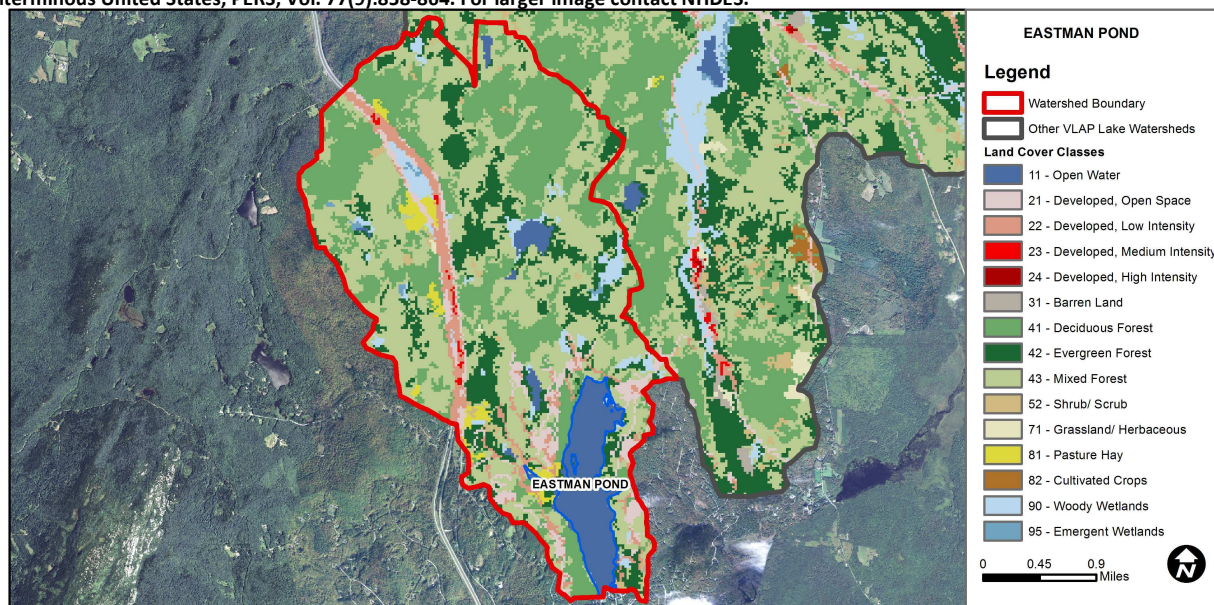 terminous United States, PERS, Vol. 77(9):858-864. For larger image contact NHDES.
EASTMAN POND
Legend
Watershed Boundary
Other VLAP Lake Watersheds
Land Cover Classes
11 - Open Water
21 - Developed, Open Space
22 - Developed, Low Intensity
23 - Developed, Medium Intensity
24 - Developed, High Intensity
31 - Barren Land
41 - Deciduous Forest
42 - Evergreen Forest
43 - Mixed Forest
52 - Shrub/ Scrub
71 - Grassland/ Herbaceous
81 - Pasture Hay
82 - Cultivated Crops
90 - Woody Wetlands
95 - Emergent Wetlands
0 0.45 0.9
Miles
N
EASTMAN POND